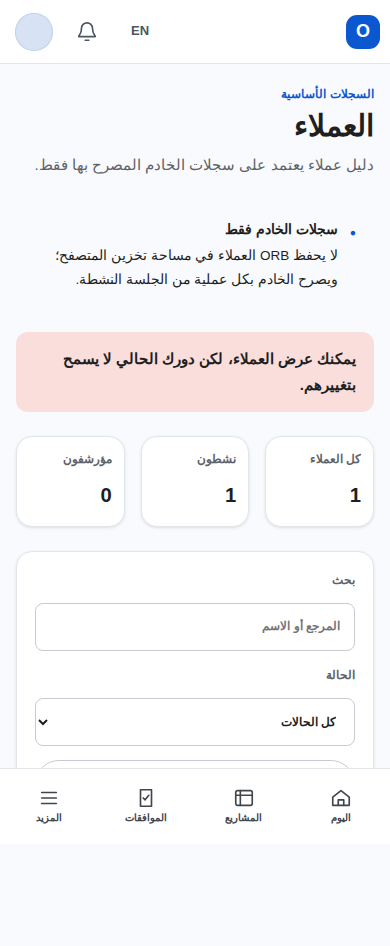 O
EN
السجلات الأساسية
العملاء
دليل عملاء يعتمد على سجلات الخادم المصرح بها فقط.
سجلات الخادم فقط
لا يحفظ ORB العملاء في مساحة تخزين المتصفح؛
ويصرح الخادم بكل عملية من الجلسة النشطة.
يمكنك عرض العملاء، لكن دورك الحالي لا يسمح
بتغييرهم.
كل العملاء
1
نشطون
1
مؤرشفون
0
بحث
المرجع أو الاسم
الحالة
كل الحالات
اليوم
المشاريع
الموافقات
المزيد